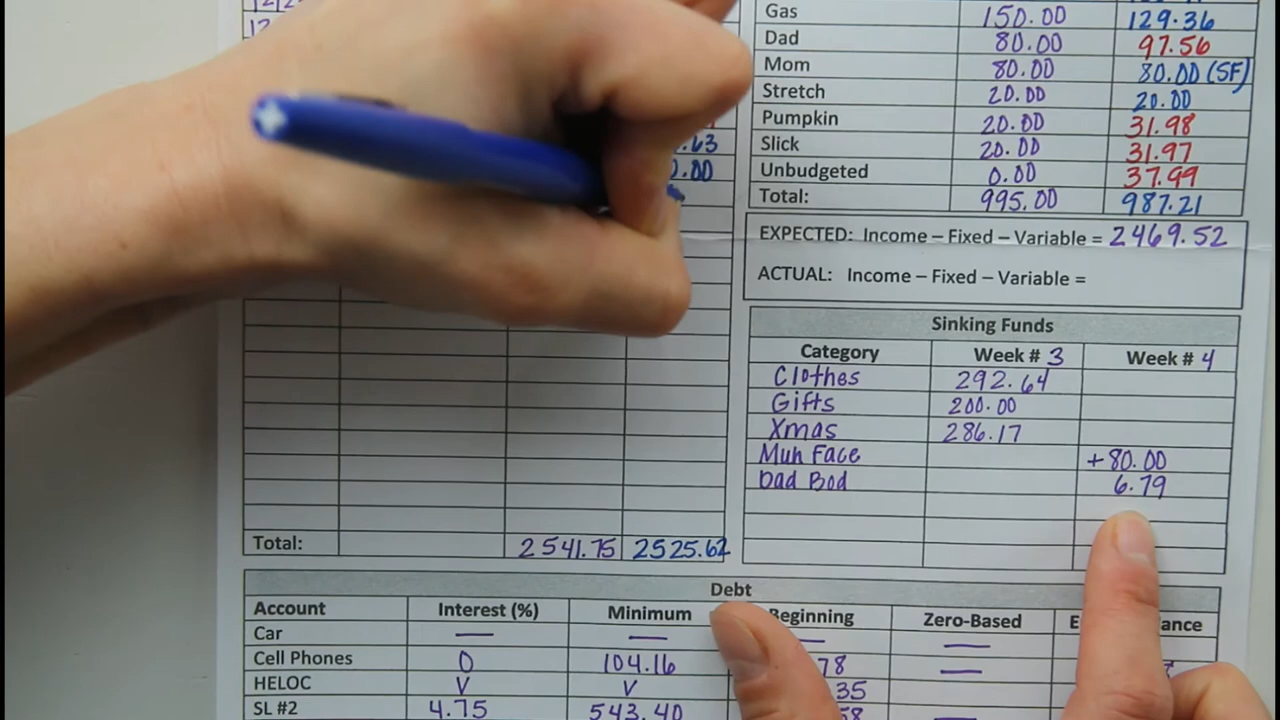 Gas 150.00 129.36
Dad 80.00 97.56
Mom 80.00 80.00 (SF)
Stretch 20.00 20.00
Pumpkin 20.00 31.98
Slick 20.00 31.97
Unbudgeted 0.00 37.99
Total: 995.00 987.21
EXPECTED: Income – Fixed – Variable = 2469.52
ACTUAL: Income – Fixed – Variable =
Sinking Funds
Category Week # 3 Week # 4
Clothes 292.64
Gifts 200.00
Xmas 286.17
Muh Face +80.00
Dad Bod 6.79
Total: 2541.75 2525.62
Debt
Account Interest (%) Minimum Beginning Zero-Based
Car — — — —
Cell Phones 0 104.16 78 —
HELOC V V 35
SL #2 4.75 543.40 58 —